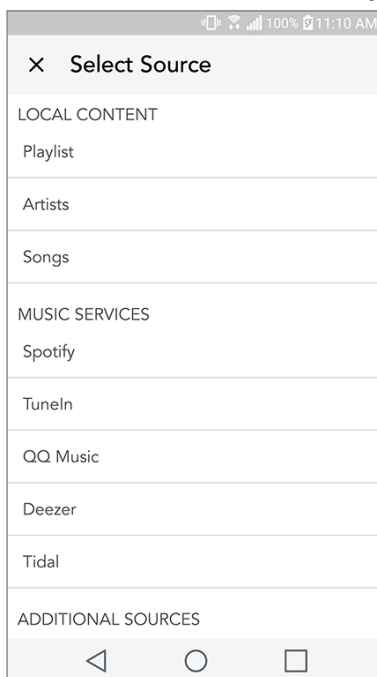 100% 11:10 AM
Select Source
LOCAL CONTENT
Playlist
Artists
Songs
MUSIC SERVICES
Spotify
TuneIn
QQ Music
Deezer
Tidal
ADDITIONAL SOURCES